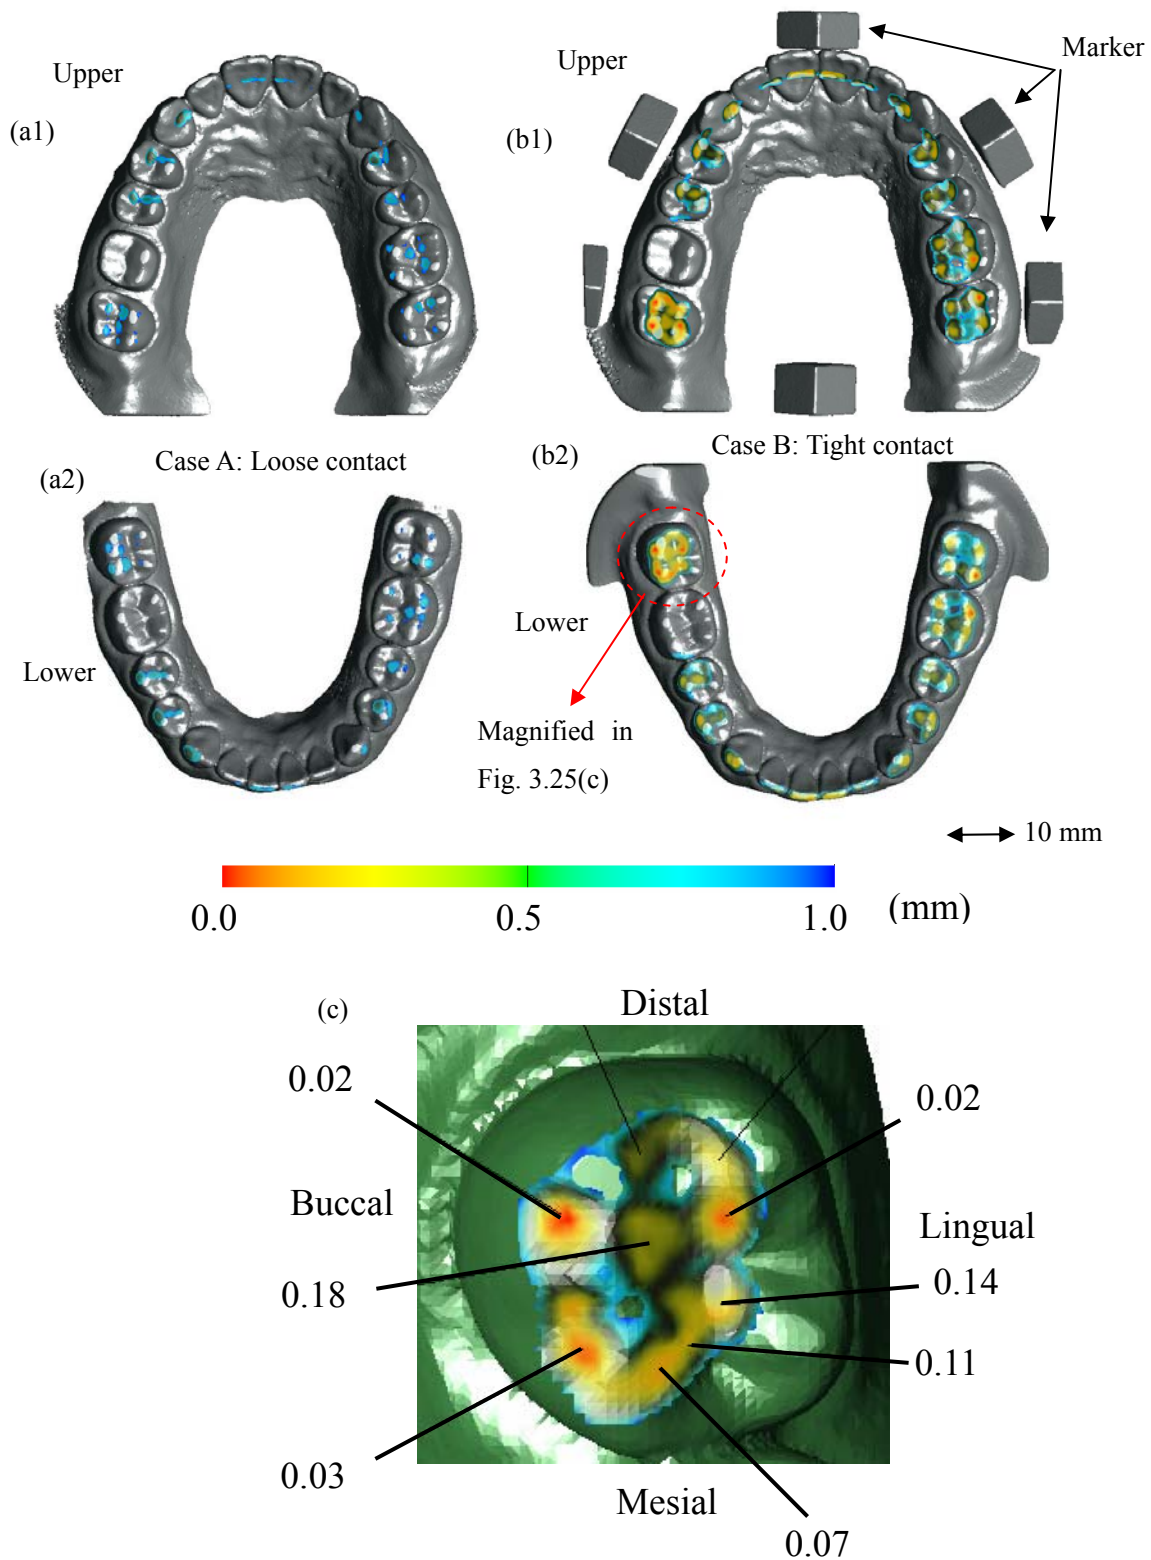 Upper
(a1)
Upper
(b1)
Marker
Case A: Loose contact
(a2)
Lower
Case B: Tight contact
(b2)
Lower
Magnified in
Fig. 3.25(c)
10 mm
0.0
0.5
1.0
(mm)
(c)
Distal
0.02
0.02
Buccal
Lingual
0.18
0.14
0.11
0.03
Mesial
0.07